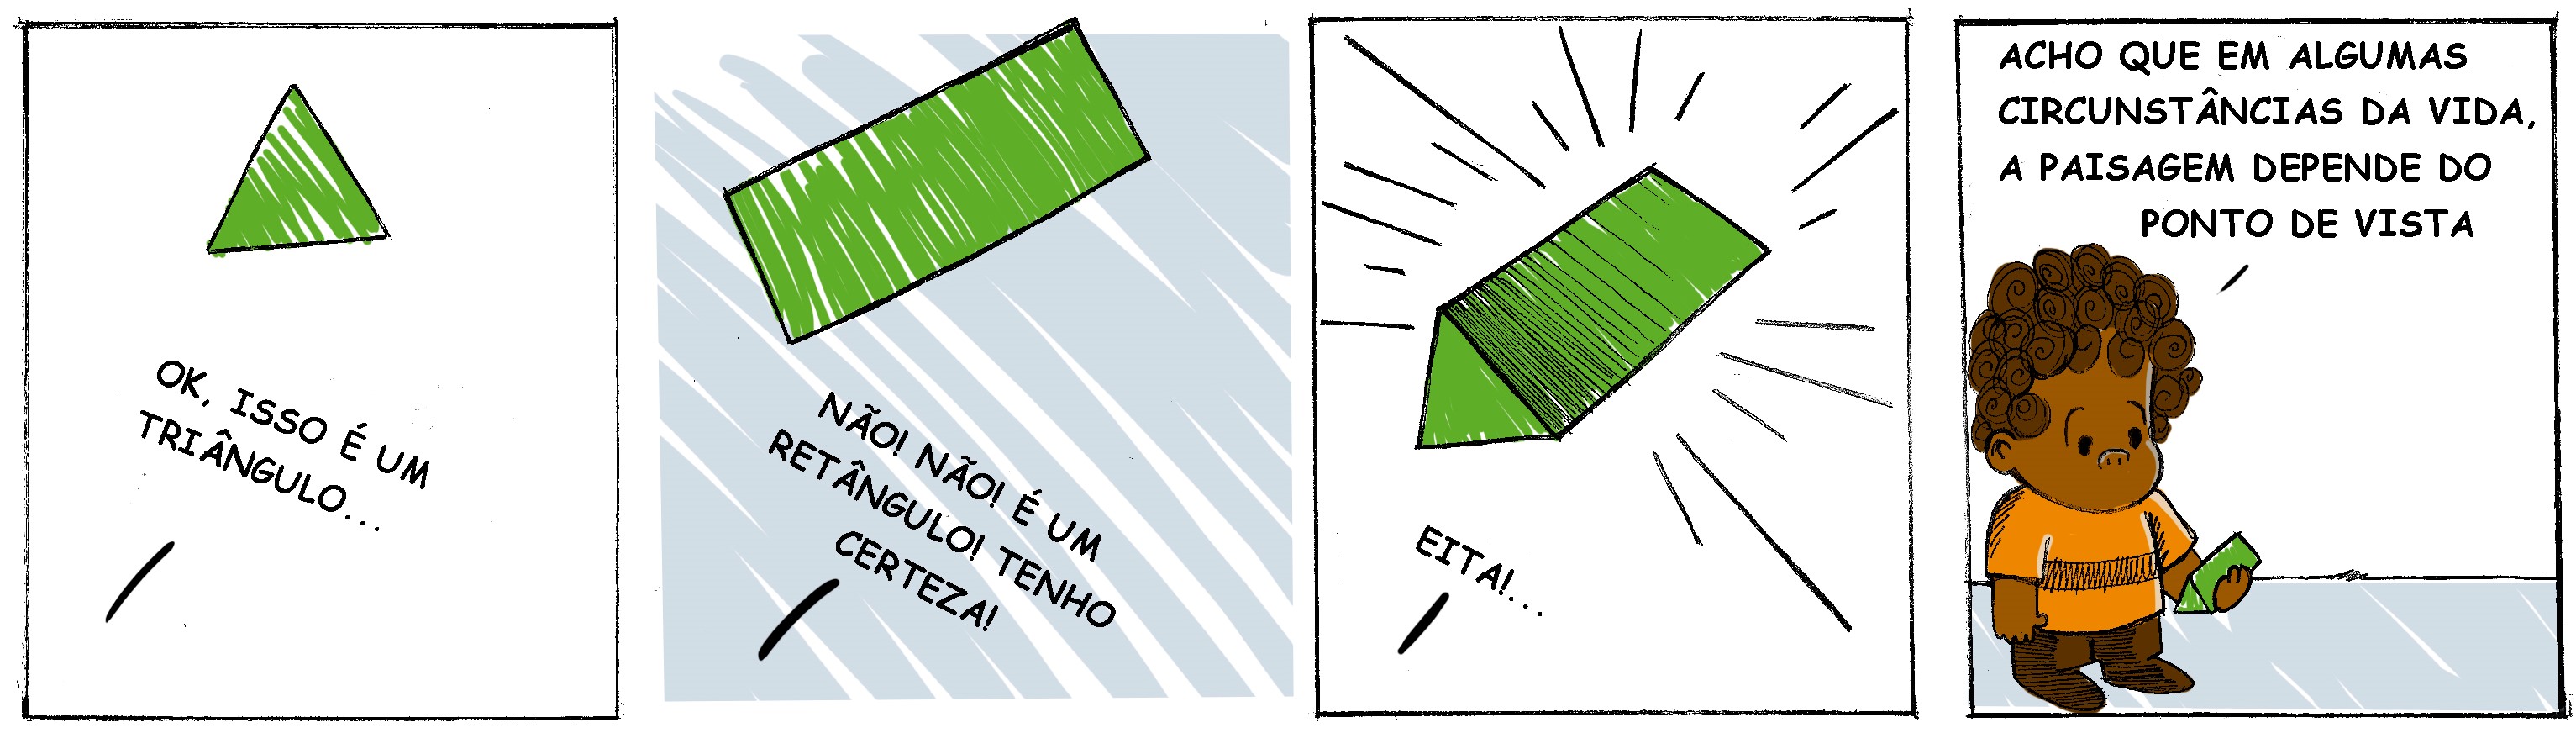 OK, ISSO É UM
TRIÂNGULO...
NÃO! NÃO! É UM
RETÂNGULO! TENHO
CERTEZA!
EITA!...
ACHO QUE EM ALGUMAS
CIRCUNSTÂNCIAS DA VIDA,
A PAISAGEM DEPENDE DO
PONTO DE VISTA